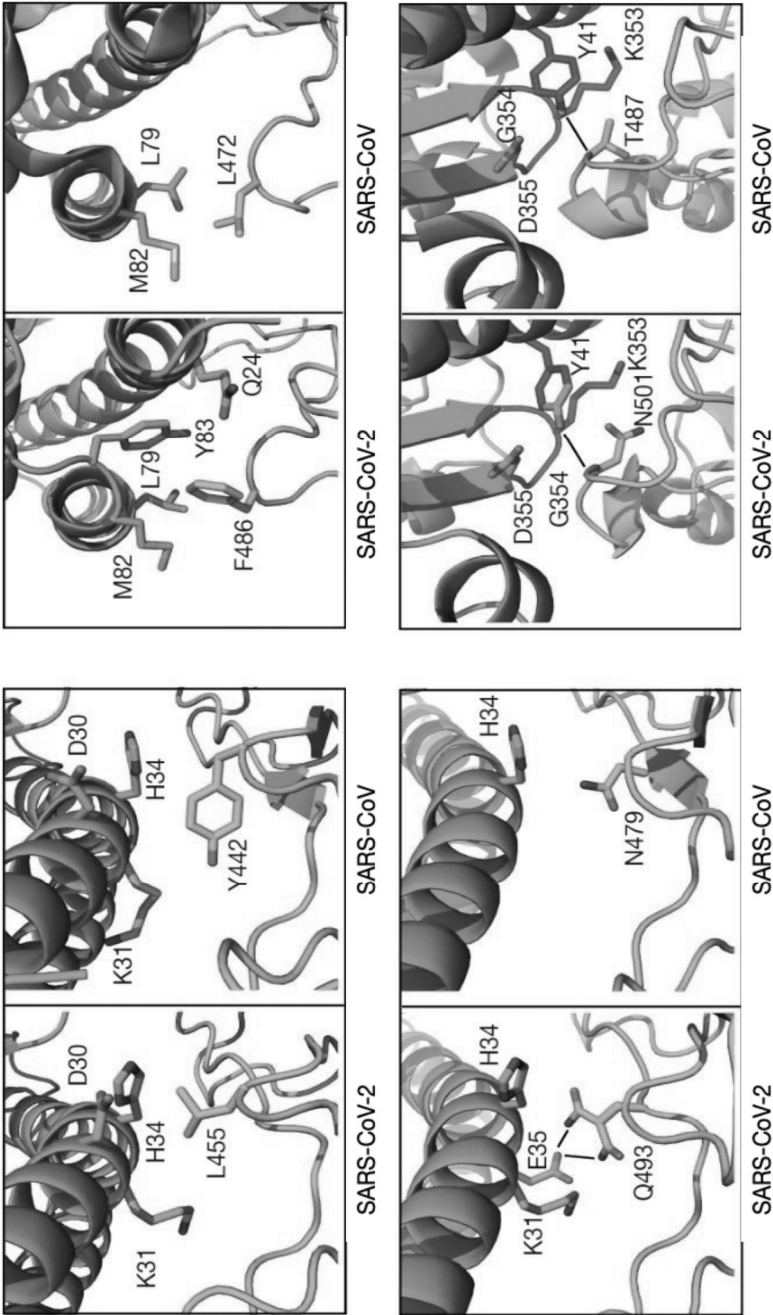 D30
H34
K31
L455
SARS-CoV-2
D30
H34
K31
Y442
SARS-CoV
M82
L79
Y83
Q24
F486
SARS-CoV-2
M82
L79
L472
SARS-CoV
H34
E35
K31
Q493
SARS-CoV-2
H34
N479
SARS-CoV
D355
G354
Y41
K353
N501
SARS-CoV-2
G354
D355
Y41
K353
T487
SARS-CoV